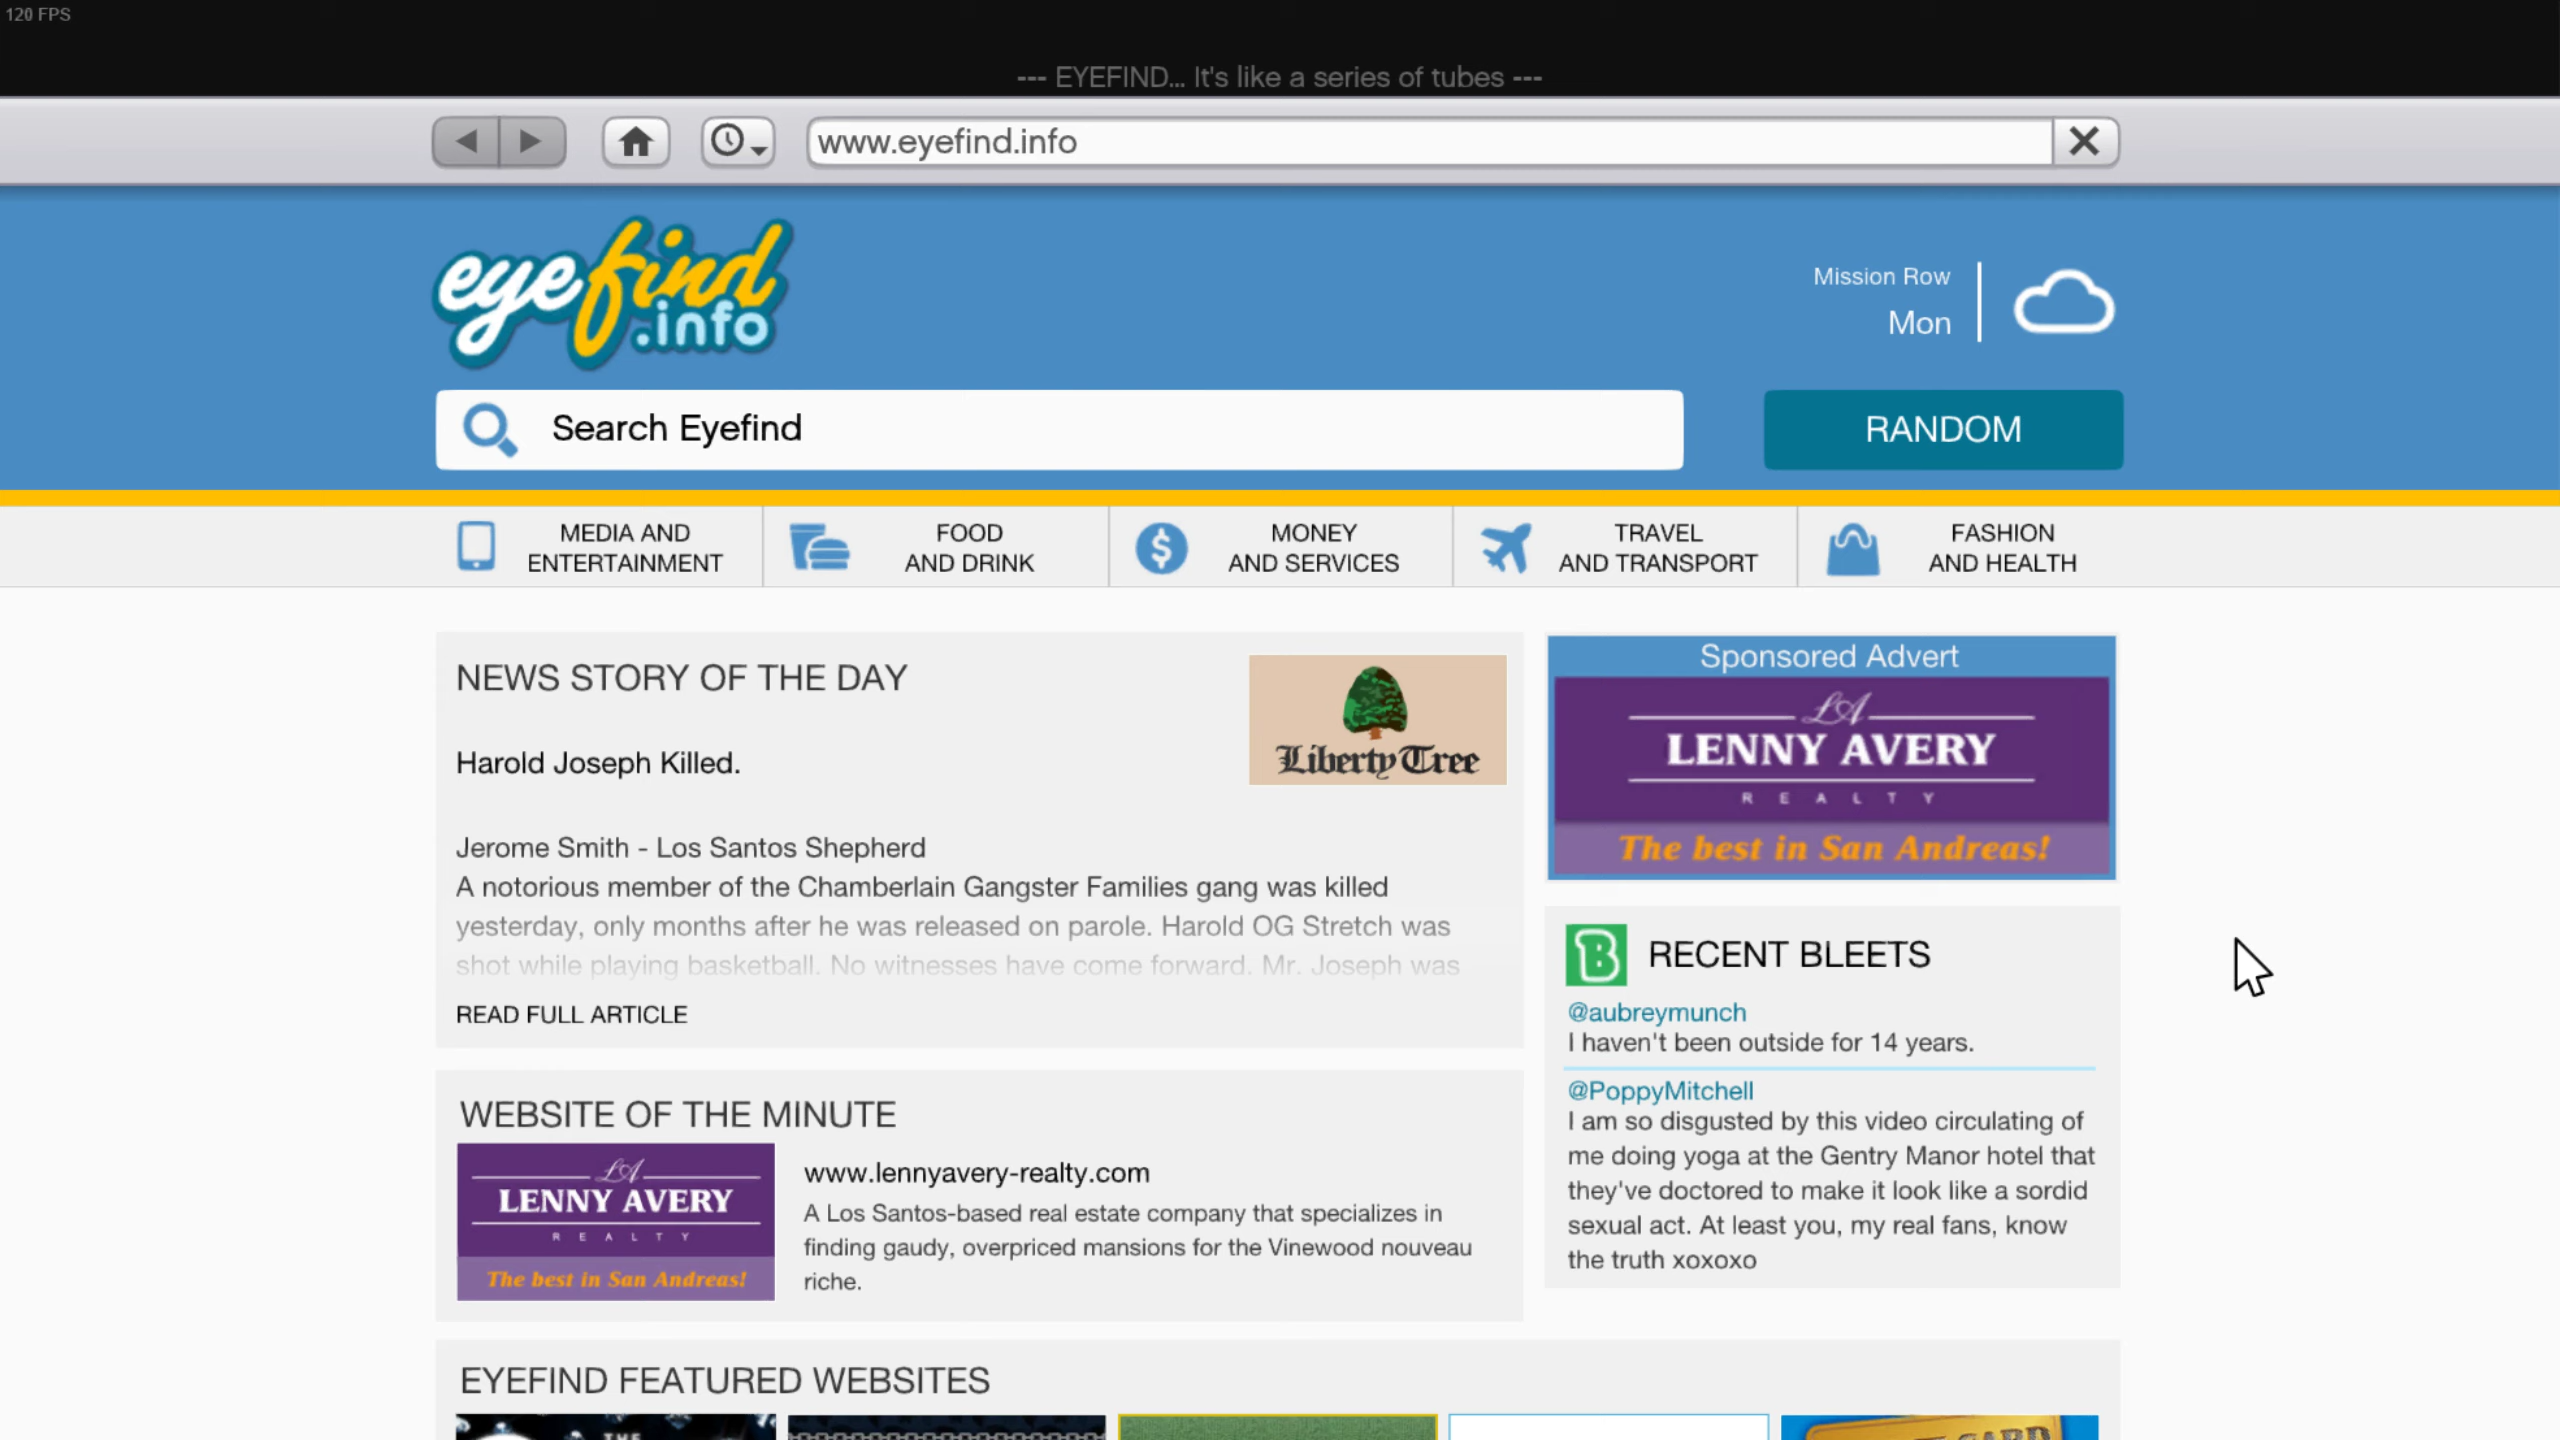 120 FPS
--- EYEFIND... It's like a series of tubes ---
www.eyefind.info
eyefind
.info
Mission Row
Mon
Search Eyefind
RANDOM
MEDIA AND
ENTERTAINMENT
FOOD
AND DRINK
MONEY
AND SERVICES
TRAVEL
AND TRANSPORT
FASHION
AND HEALTH
NEWS STORY OF THE DAY
Liberty Tree
Harold Joseph Killed.
Jerome Smith - Los Santos Shepherd
A notorious member of the Chamberlain Gangster Families gang was killed
yesterday, only months after he was released on parole. Harold OG Stretch was
shot while playing basketball. No witnesses have come forward. Mr. Joseph was
READ FULL ARTICLE
Sponsored Advert
LA
LENNY AVERY
REALTY
The best in San Andreas!
B RECENT BLEETS
@aubreymunch
I haven't been outside for 14 years.
@PoppyMitchell
I am so disgusted by this video circulating of
me doing yoga at the Gentry Manor hotel that
they've doctored to make it look like a sordid
sexual act. At least you, my real fans, know
the truth xoxoxo
WEBSITE OF THE MINUTE
LA
LENNY AVERY
REALTY
The best in San Andreas!
www.lennyavery-realty.com
A Los Santos-based real estate company that specializes in
finding gaudy, overpriced mansions for the Vinewood nouveau
riche.
EYEFIND FEATURED WEBSITES
THE
CARD